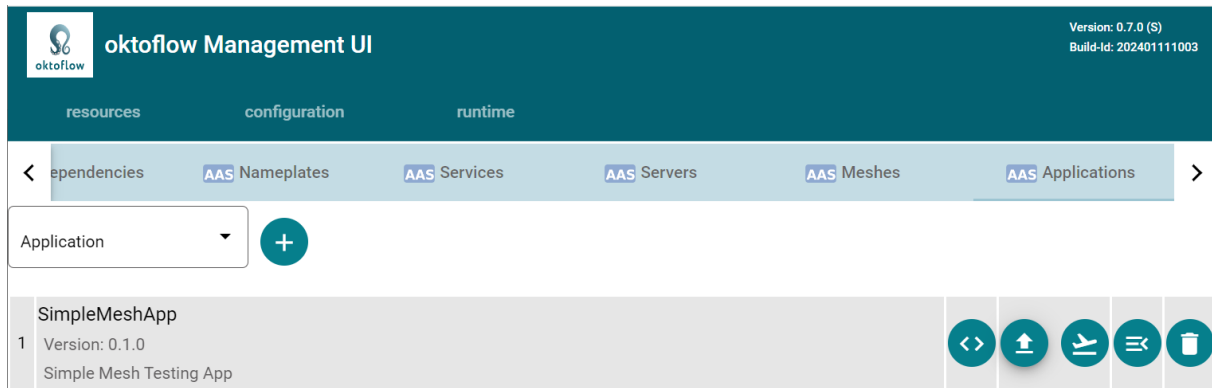 oktoflow
oktoflow Management UI
Version: 0.7.0 (S)
Build-Id: 202401111003
resources configuration runtime
ependencies AAS Nameplates AAS Services AAS Servers AAS Meshes AAS Applications
Application
SimpleMeshApp
1 Version: 0.1.0
Simple Mesh Testing App